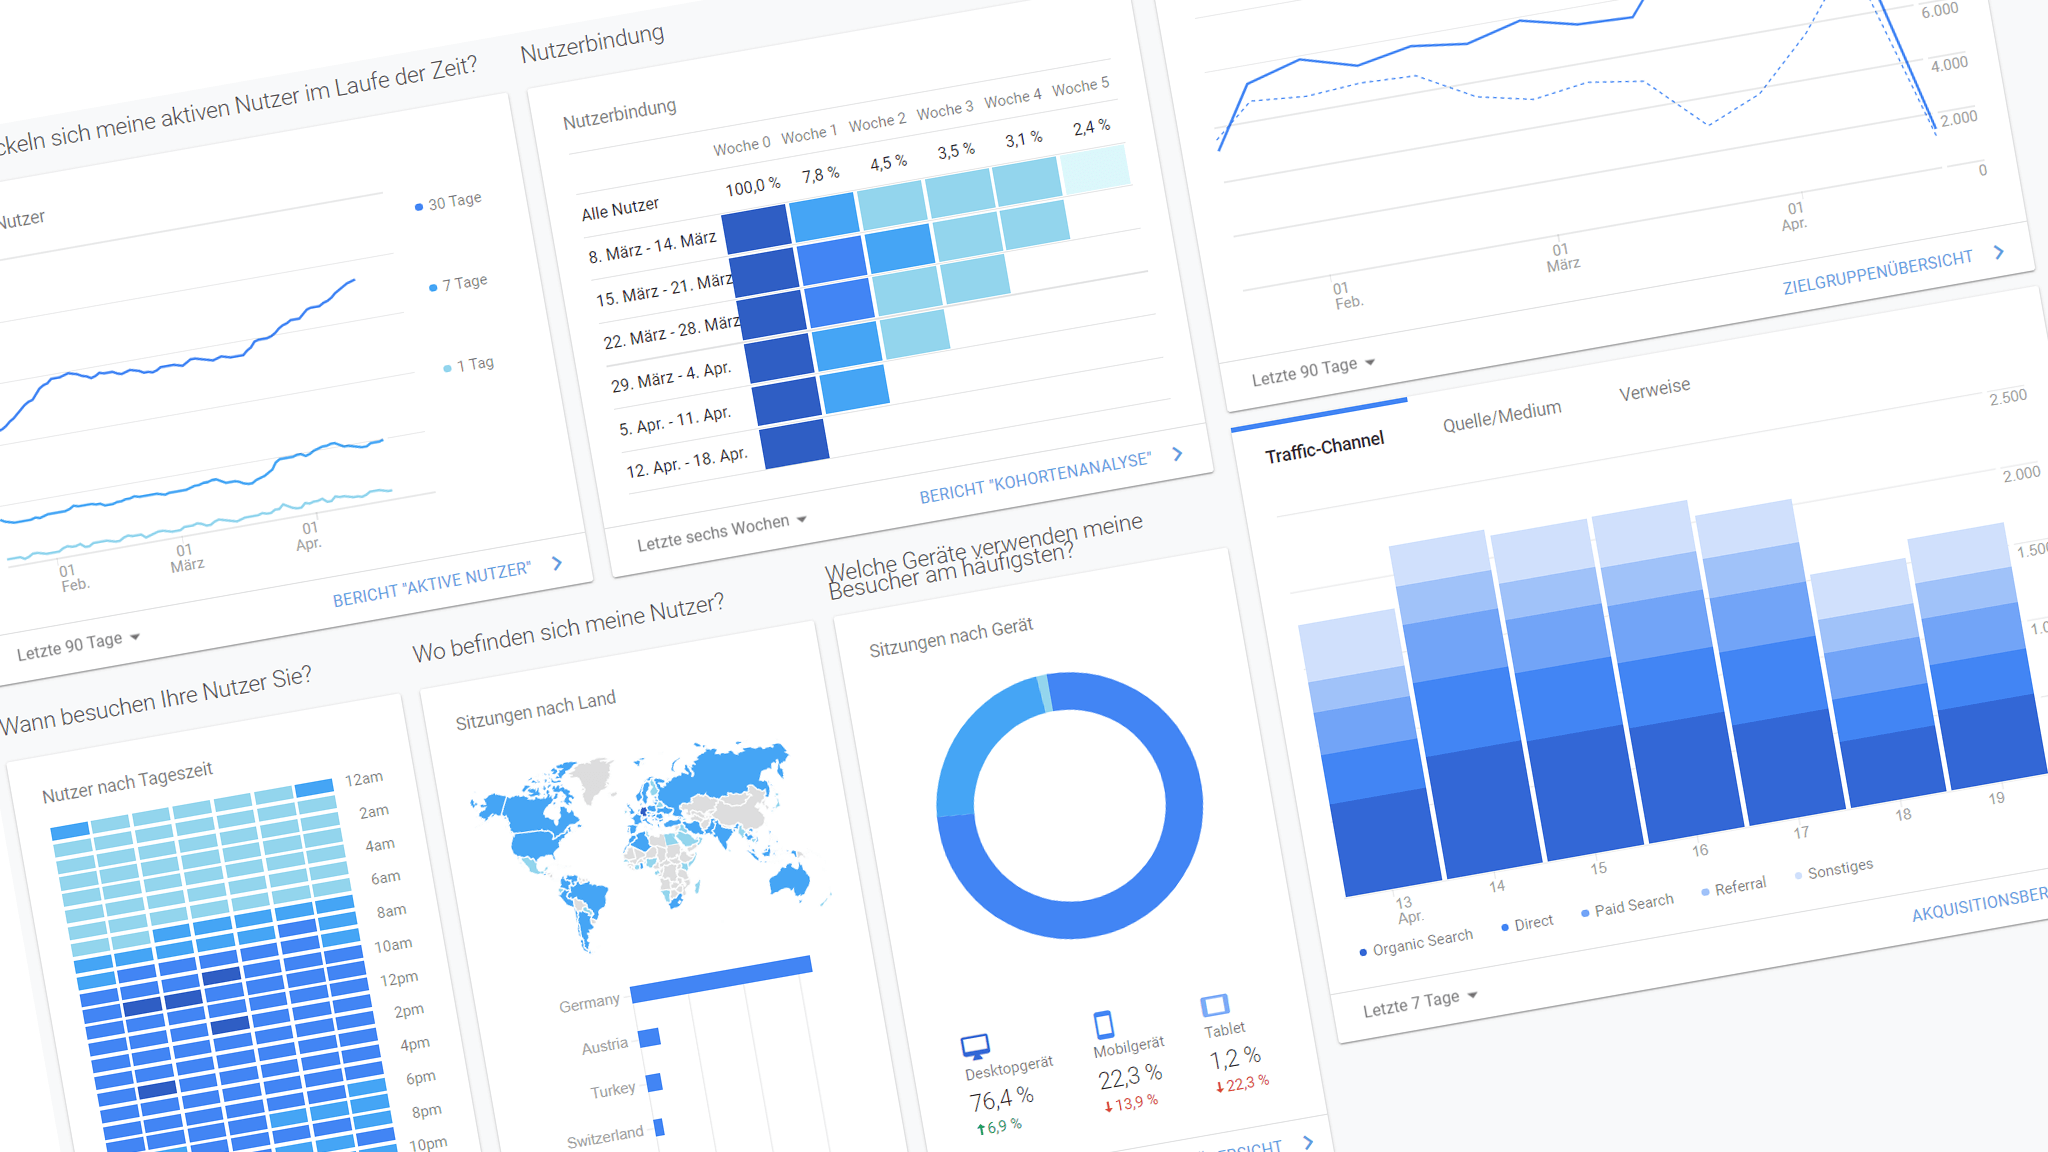 ckeln sich meine aktiven Nutzer im Laufe der Zeit?
Nutzer
30 Tage
7 Tage
1 Tag
01
Feb.
01
März
01
Apr.
Letzte 90 Tage
BERICHT "AKTIVE NUTZER"
Nutzerbindung
Nutzerbindung
Woche 0 Woche 1 Woche 2 Woche 3 Woche 4 Woche 5
Alle Nutzer
100,0 % 7,8 % 4,5 % 3,5 % 3,1 % 2,4 %
8. März - 14. März
15. März - 21. März
22. März - 28. März
29. März - 4. Apr.
5. Apr. - 11. Apr.
12. Apr. - 18. Apr.
Letzte sechs Wochen
BERICHT "KOHORTENANALYSE"
6.000
4.000
2.000
0
01
Feb.
01
März
01
Apr.
Letzte 90 Tage
ZIELGRUPPENÜBERSICHT
Wann besuchen Ihre Nutzer Sie?
Nutzer nach Tageszeit
12am
2am
4am
6am
8am
10am
12pm
2pm
4pm
6pm
8pm
10pm
Wo befinden sich meine Nutzer?
Sitzungen nach Land
Germany
Austria
Turkey
Switzerland
Welche Geräte verwenden meine
Besucher am häufigsten?
Sitzungen nach Gerät
Desktopgerät
76,4 %
6,9 %
Mobilgerät
22,3 %
13,9 %
Tablet
1,2 %
22,3 %
ERSICHT
Traffic-Channel
Quelle/Medium
Verweise
2.500
2.000
1.500
1.0
13
Apr.
14
15
16
17
18
19
Organic Search
Direct
Paid Search
Referral
Sonstiges
Letzte 7 Tage
AKQUISITIONSBER